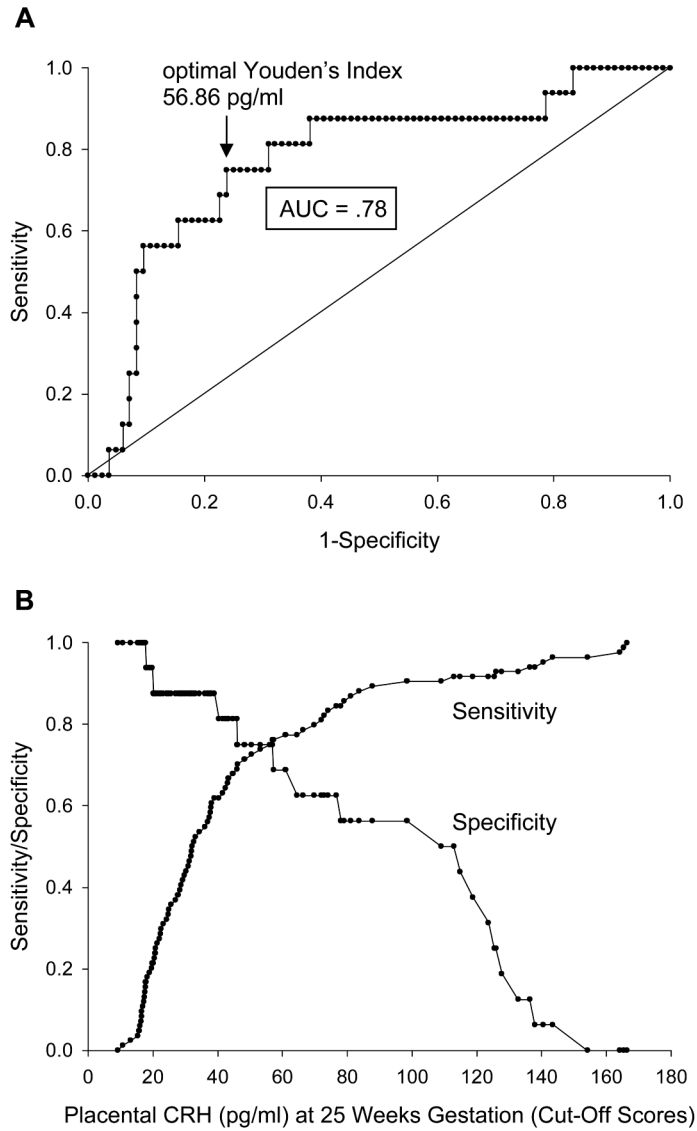 A
optimal Youden's Index
56.86 pg/ml
AUC = .78
Sensitivity
1.0
0.8
0.6
0.4
0.2
0.0
0.0 0.2 0.4 0.6 0.8 1.0
1-Specificity
B
Sensitivity/Specificity
1.0
0.8
0.6
0.4
0.2
0.0
Sensitivity
Specificity
0 20 40 60 80 100 120 140 160 180
Placental CRH (pg/ml) at 25 Weeks Gestation (Cut-Off Scores)